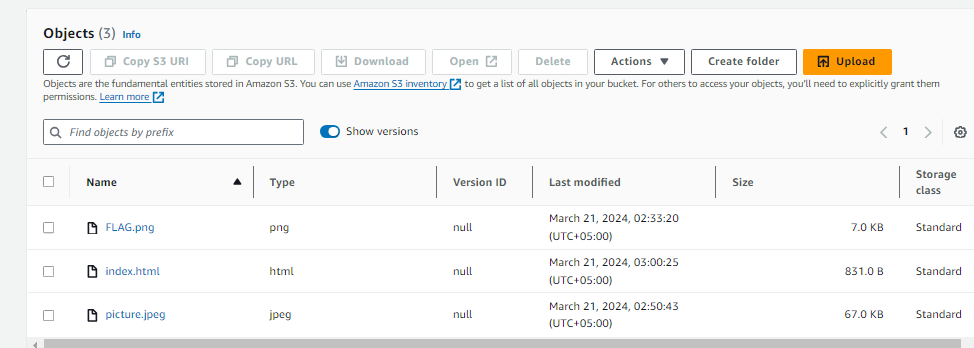 Objects (3) Info
Copy S3 URI Copy URL Download Open Delete Actions Create folder Upload
Objects are the fundamental entities stored in Amazon S3. You can use Amazon S3 inventory to get a list of all objects in your bucket. For others to access your objects, you'll need to explicitly grant them
permissions. Learn more
Find objects by prefix Show versions 1
Name Type Version ID Last modified Size Storage class
FLAG.png png null March 21, 2024, 02:33:20 (UTC+05:00) 7.0 KB Standard
index.html html null March 21, 2024, 03:00:25 (UTC+05:00) 831.0 B Standard
picture.jpeg jpeg null March 21, 2024, 02:50:43 (UTC+05:00) 67.0 KB Standard